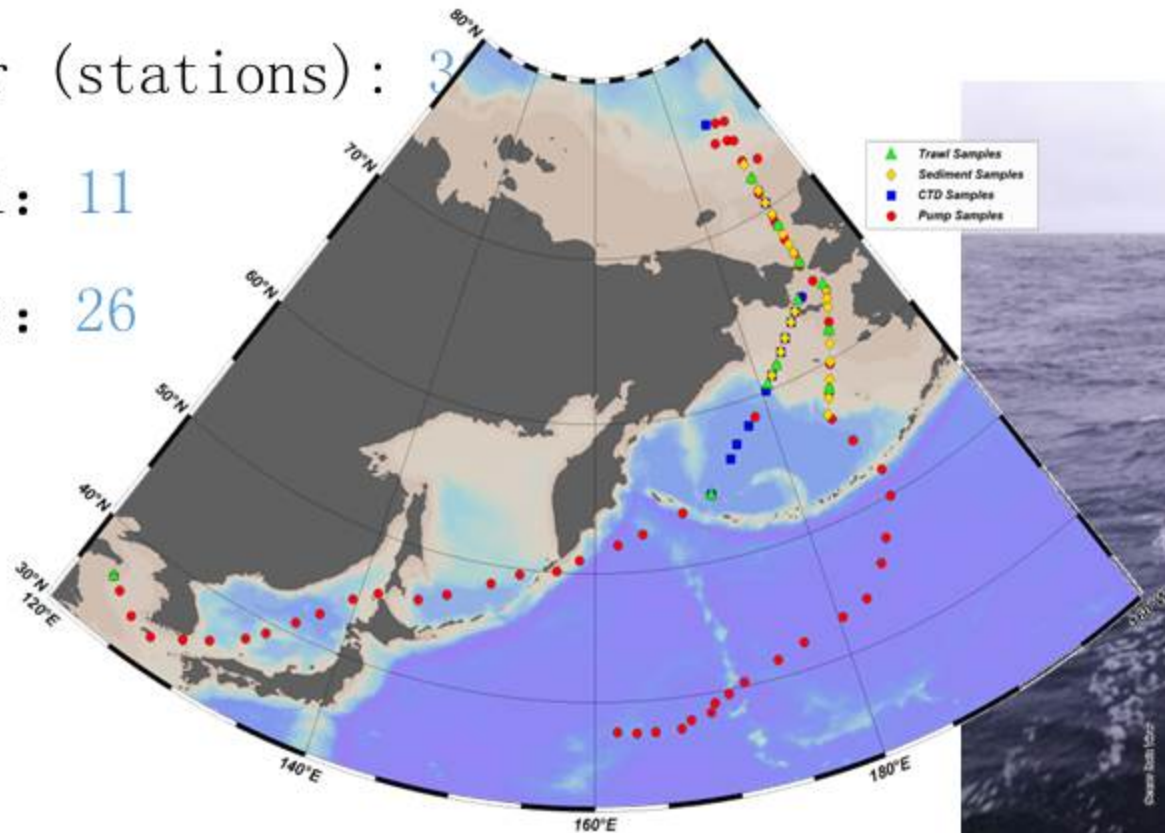 (stations): 3
: 11
: 26
80°N
70°N
60°N
50°N
40°N
30°N
120°E
140°E
160°E
180°E
Trawl Samples
Sediment Samples
CTD Samples
Pump Samples